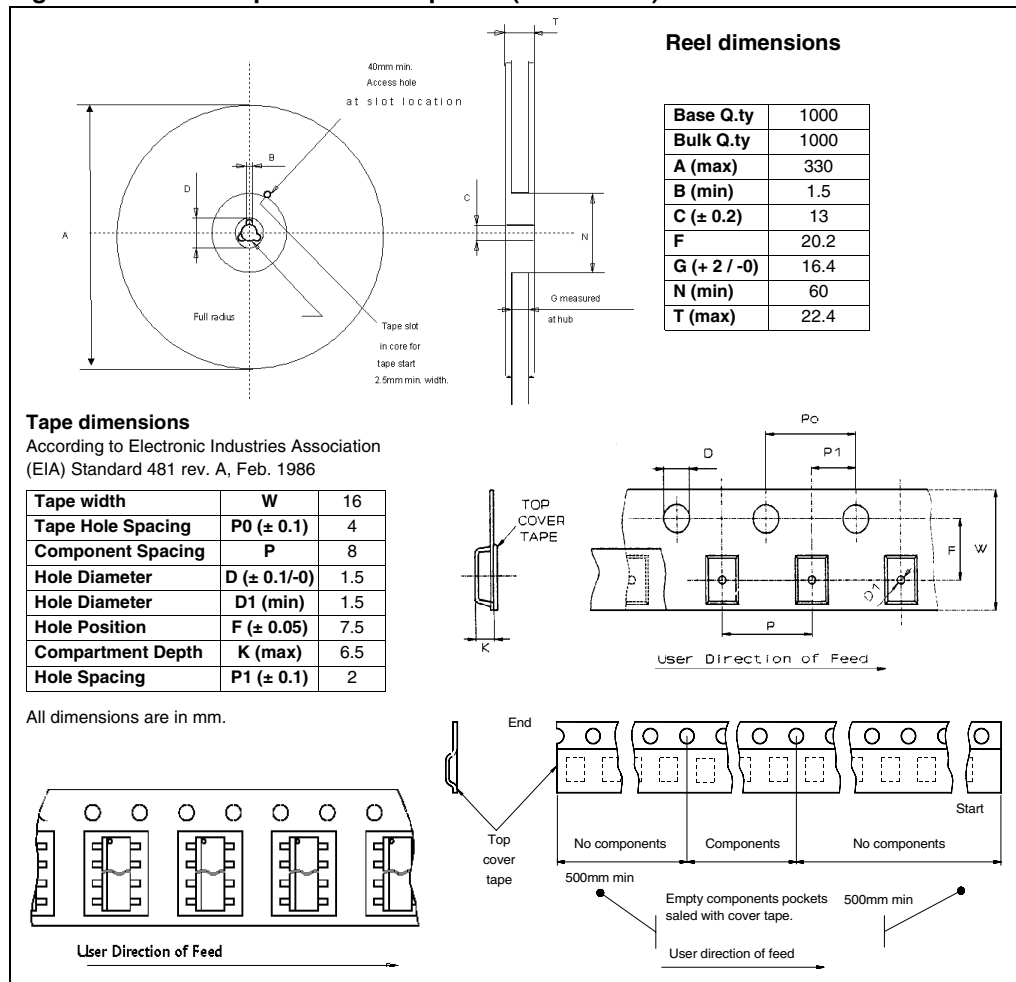 T
Reel dimensions
40mm min.
Access hole
at slot location
B
D
A
C
N
Full radius
G measured
at hub
Tape slot
in core for
tape start
2.5mm min. width.
Base Q.ty 1000
Bulk Q.ty 1000
A (max) 330
B (min) 1.5
C (± 0.2) 13
F 20.2
G (+ 2 / -0) 16.4
N (min) 60
T (max) 22.4
Tape dimensions
According to Electronic Industries Association
(EIA) Standard 481 rev. A, Feb. 1986
Tape width W 16
Tape Hole Spacing P0 (± 0.1) 4
Component Spacing P 8
Hole Diameter D (± 0.1/-0) 1.5
Hole Diameter D1 (min) 1.5
Hole Position F (± 0.05) 7.5
Compartment Depth K (max) 6.5
Hole Spacing P1 (± 0.1) 2
All dimensions are in mm.
Po
D
P1
TOP
COVER
TAPE
F
W
D1
K
P
User Direction of Feed
End
Start
Top
cover
tape
No components
Components
No components
500mm min
Empty components pockets
saled with cover tape.
500mm min
User direction of feed
User Direction of Feed